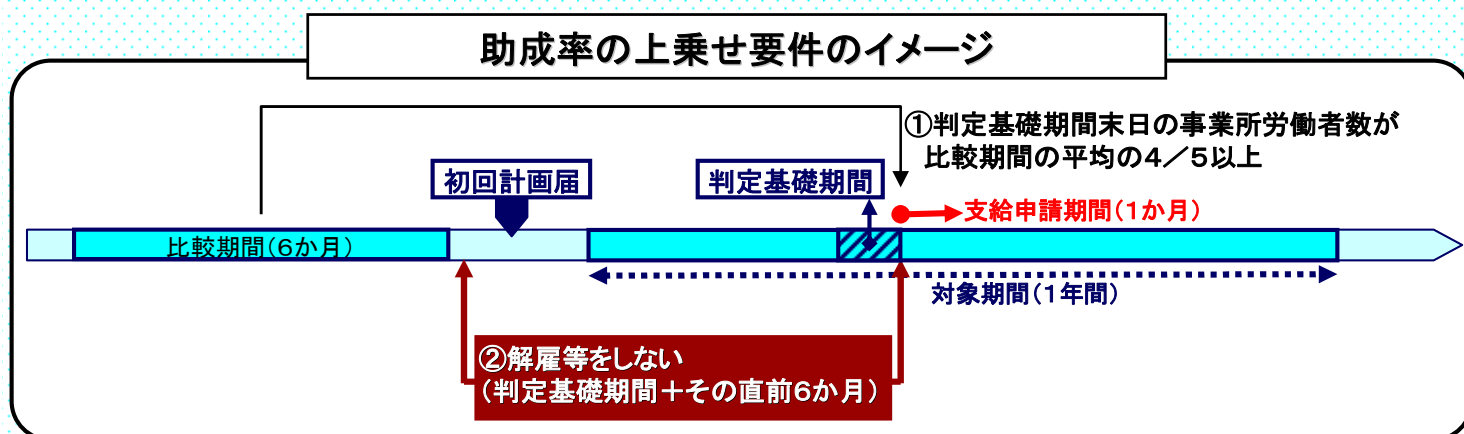 助成率の上乗せ要件のイメージ
①判定基礎期間末日の事業所労働者数が
比較期間の平均の4／5以上
初回計画届
判定基礎期間
支給申請期間(1か月)
比較期間(6か月)
対象期間(1年間)
②解雇等をしない
(判定基礎期間＋その直前6か月)